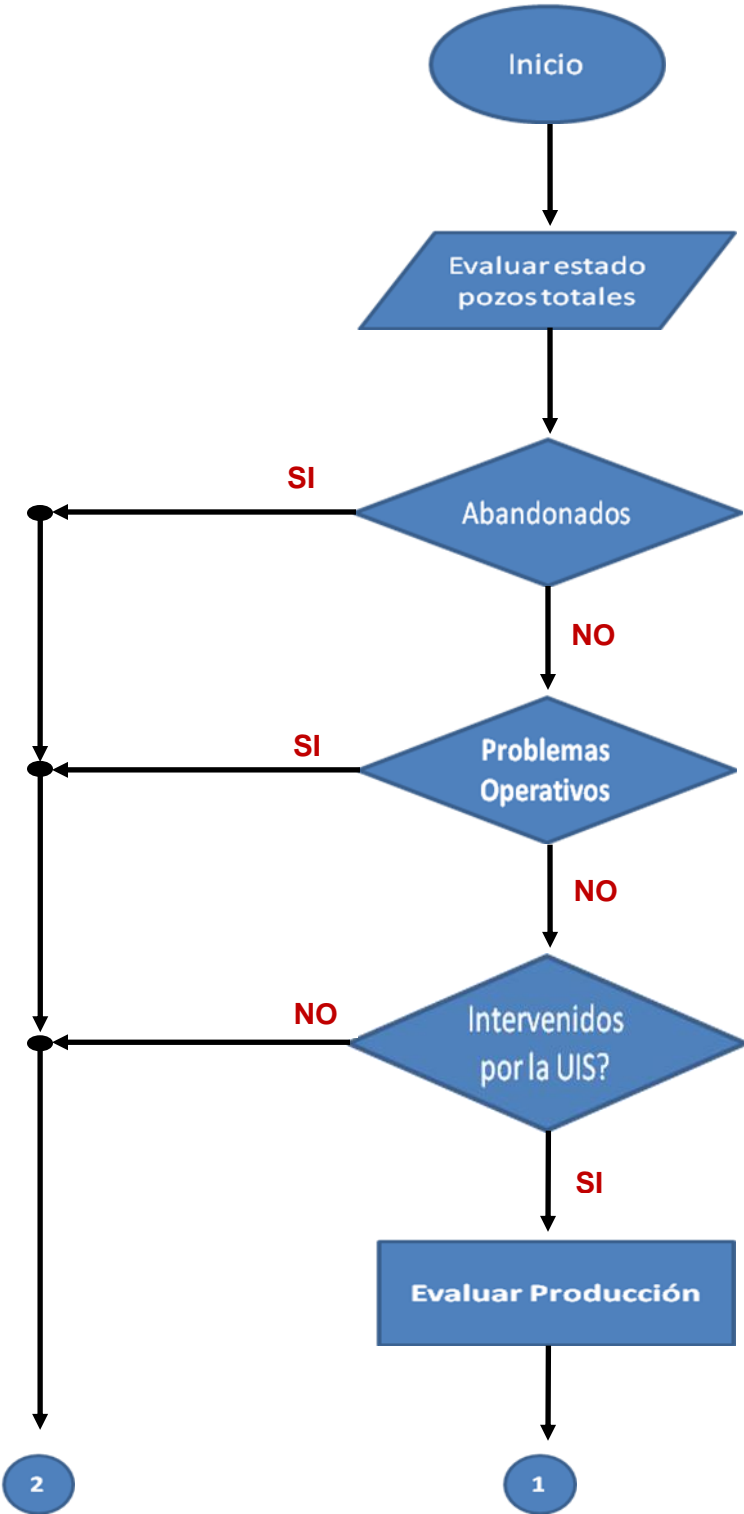 Inicio
Evaluar estado
pozos totales
SI
Abandonados
NO
SI
Problemas
Operativos
NO
NO
Intervenidos
por la UIS?
SI
Evaluar Producción
2
1